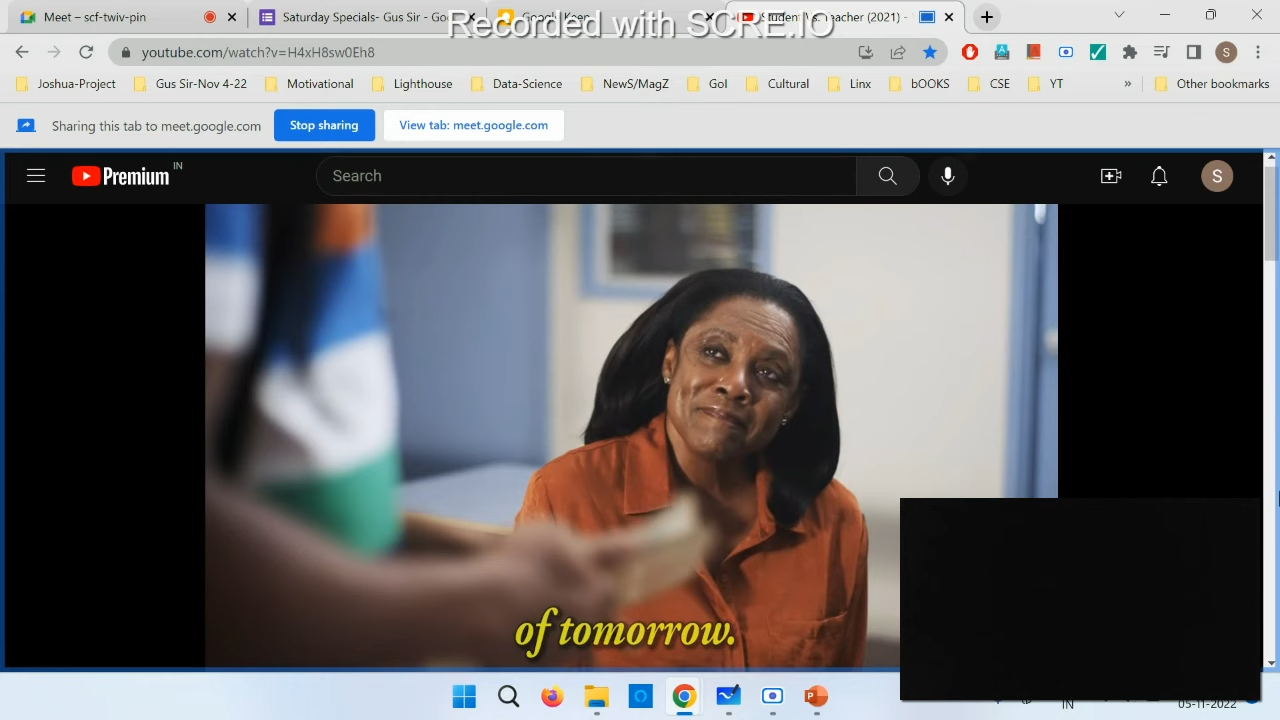 Meet – scf-twiv-pin
Saturday Specials- Gus Sir - Go
Google Keep
Student Vs. Teacher (2021) -
Recorded with SCRE.IO
youtube.com/watch?v=H4xH8sw0Eh8
S
Joshua-Project
Gus Sir-Nov 4-22
Motivational
Lighthouse
Data-Science
NewS/MagZ
GoI
Cultural
Linx
bOOKS
CSE
YT
»
Other bookmarks
Sharing this tab to meet.google.com
Stop sharing
View tab: meet.google.com
Premium
IN
Search
S
of tomorrow.
IN
05-11-2022